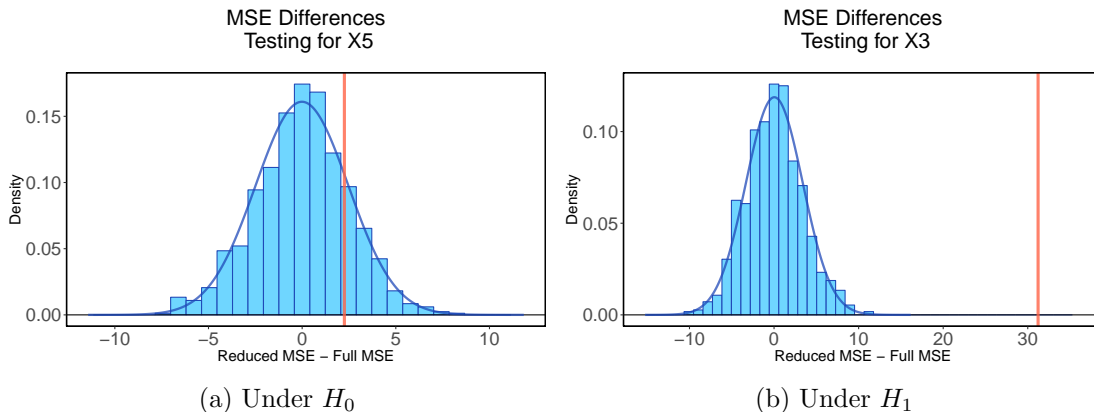 MSE Differences
Testing for X5
0.15
0.10
0.05
0.00
Density
−10
−5
0
5
10
Reduced MSE − Full MSE
(a) Under H0
MSE Differences
Testing for X3
0.10
0.05
0.00
Density
−10
0
10
20
30
Reduced MSE − Full MSE
(b) Under H1